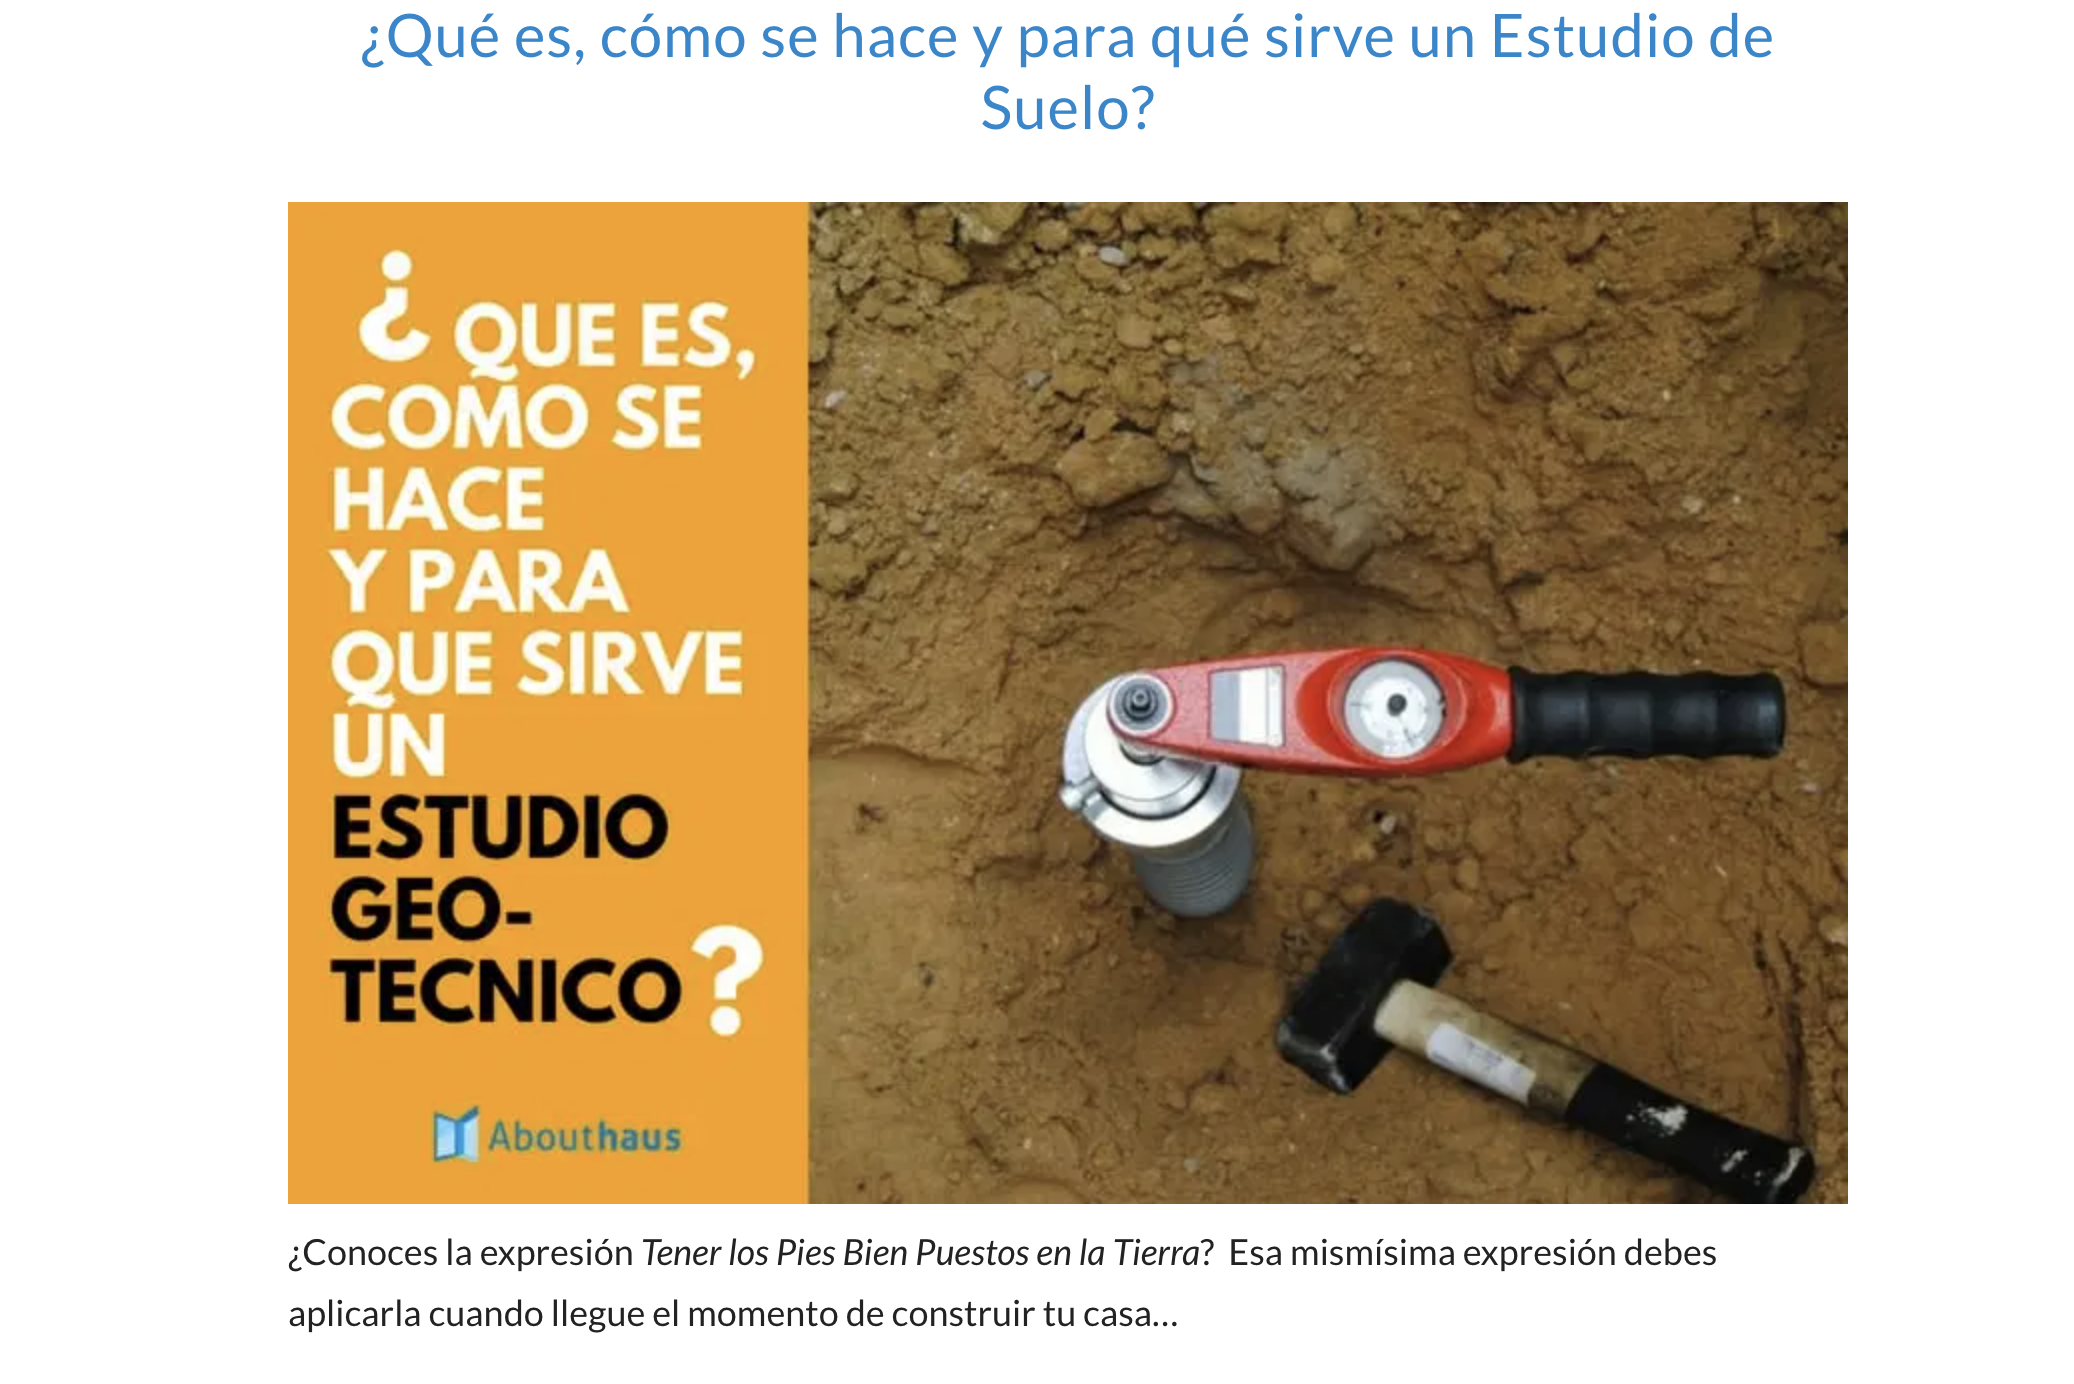 ¿Qué es, cómo se hace y para qué sirve un Estudio de
Suelo?
¿ QUE ES,
COMO SE
HACE
Y PARA
QUE SIRVE
UN
ESTUDIO
GEO-
TECNICO?
Abouthaus
¿Conoces la expresión Tener los Pies Bien Puestos en la Tierra?  Esa mismísima expresión debes
aplicarla cuando llegue el momento de construir tu casa...